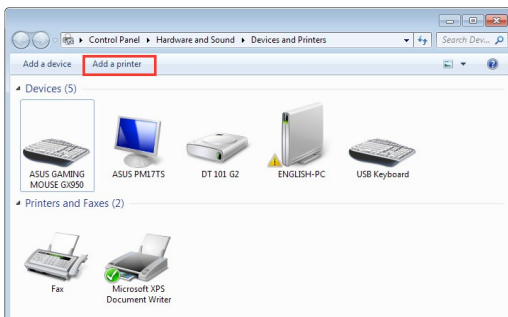 Control Panel ▸ Hardware and Sound ▸ Devices and Printers
Search Dev...
Add a device
Add a printer
Devices (5)
ASUS GAMING
MOUSE GX950
ASUS PM17TS
DT 101 G2
ENGLISH-PC
USB Keyboard
Printers and Faxes (2)
Fax
Microsoft XPS
Document Writer